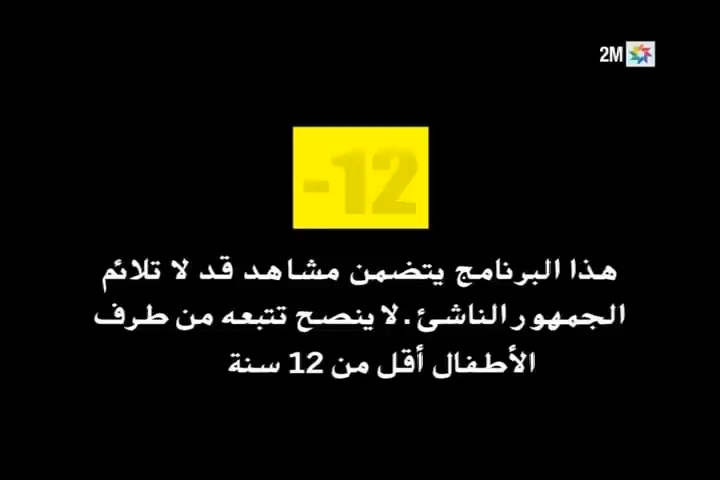 2M
-12
هذا البرنامج يتضمن مشاهد قد لا تلائم
الجمهور الناشئ. لا ينصح تتبعه من طرف
الأطفال أقل من 12 سنة